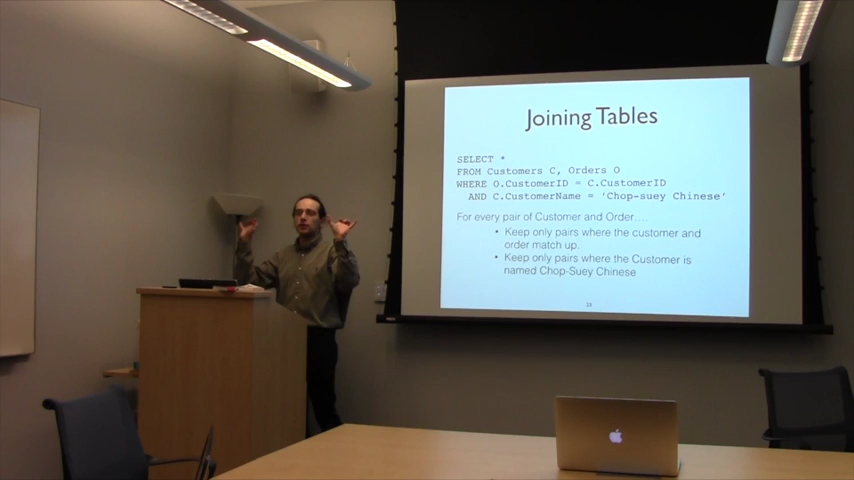 Joining Tables
SELECT *
FROM Customers C, Orders O
WHERE O.CustomerID = C.CustomerID
AND C.CustomerName = ‘Chop-suey Chinese’
For every pair of Customer and Order....
• Keep only pairs where the customer and
order match up.
• Keep only pairs where the Customer is
named Chop-Suey Chinese
13